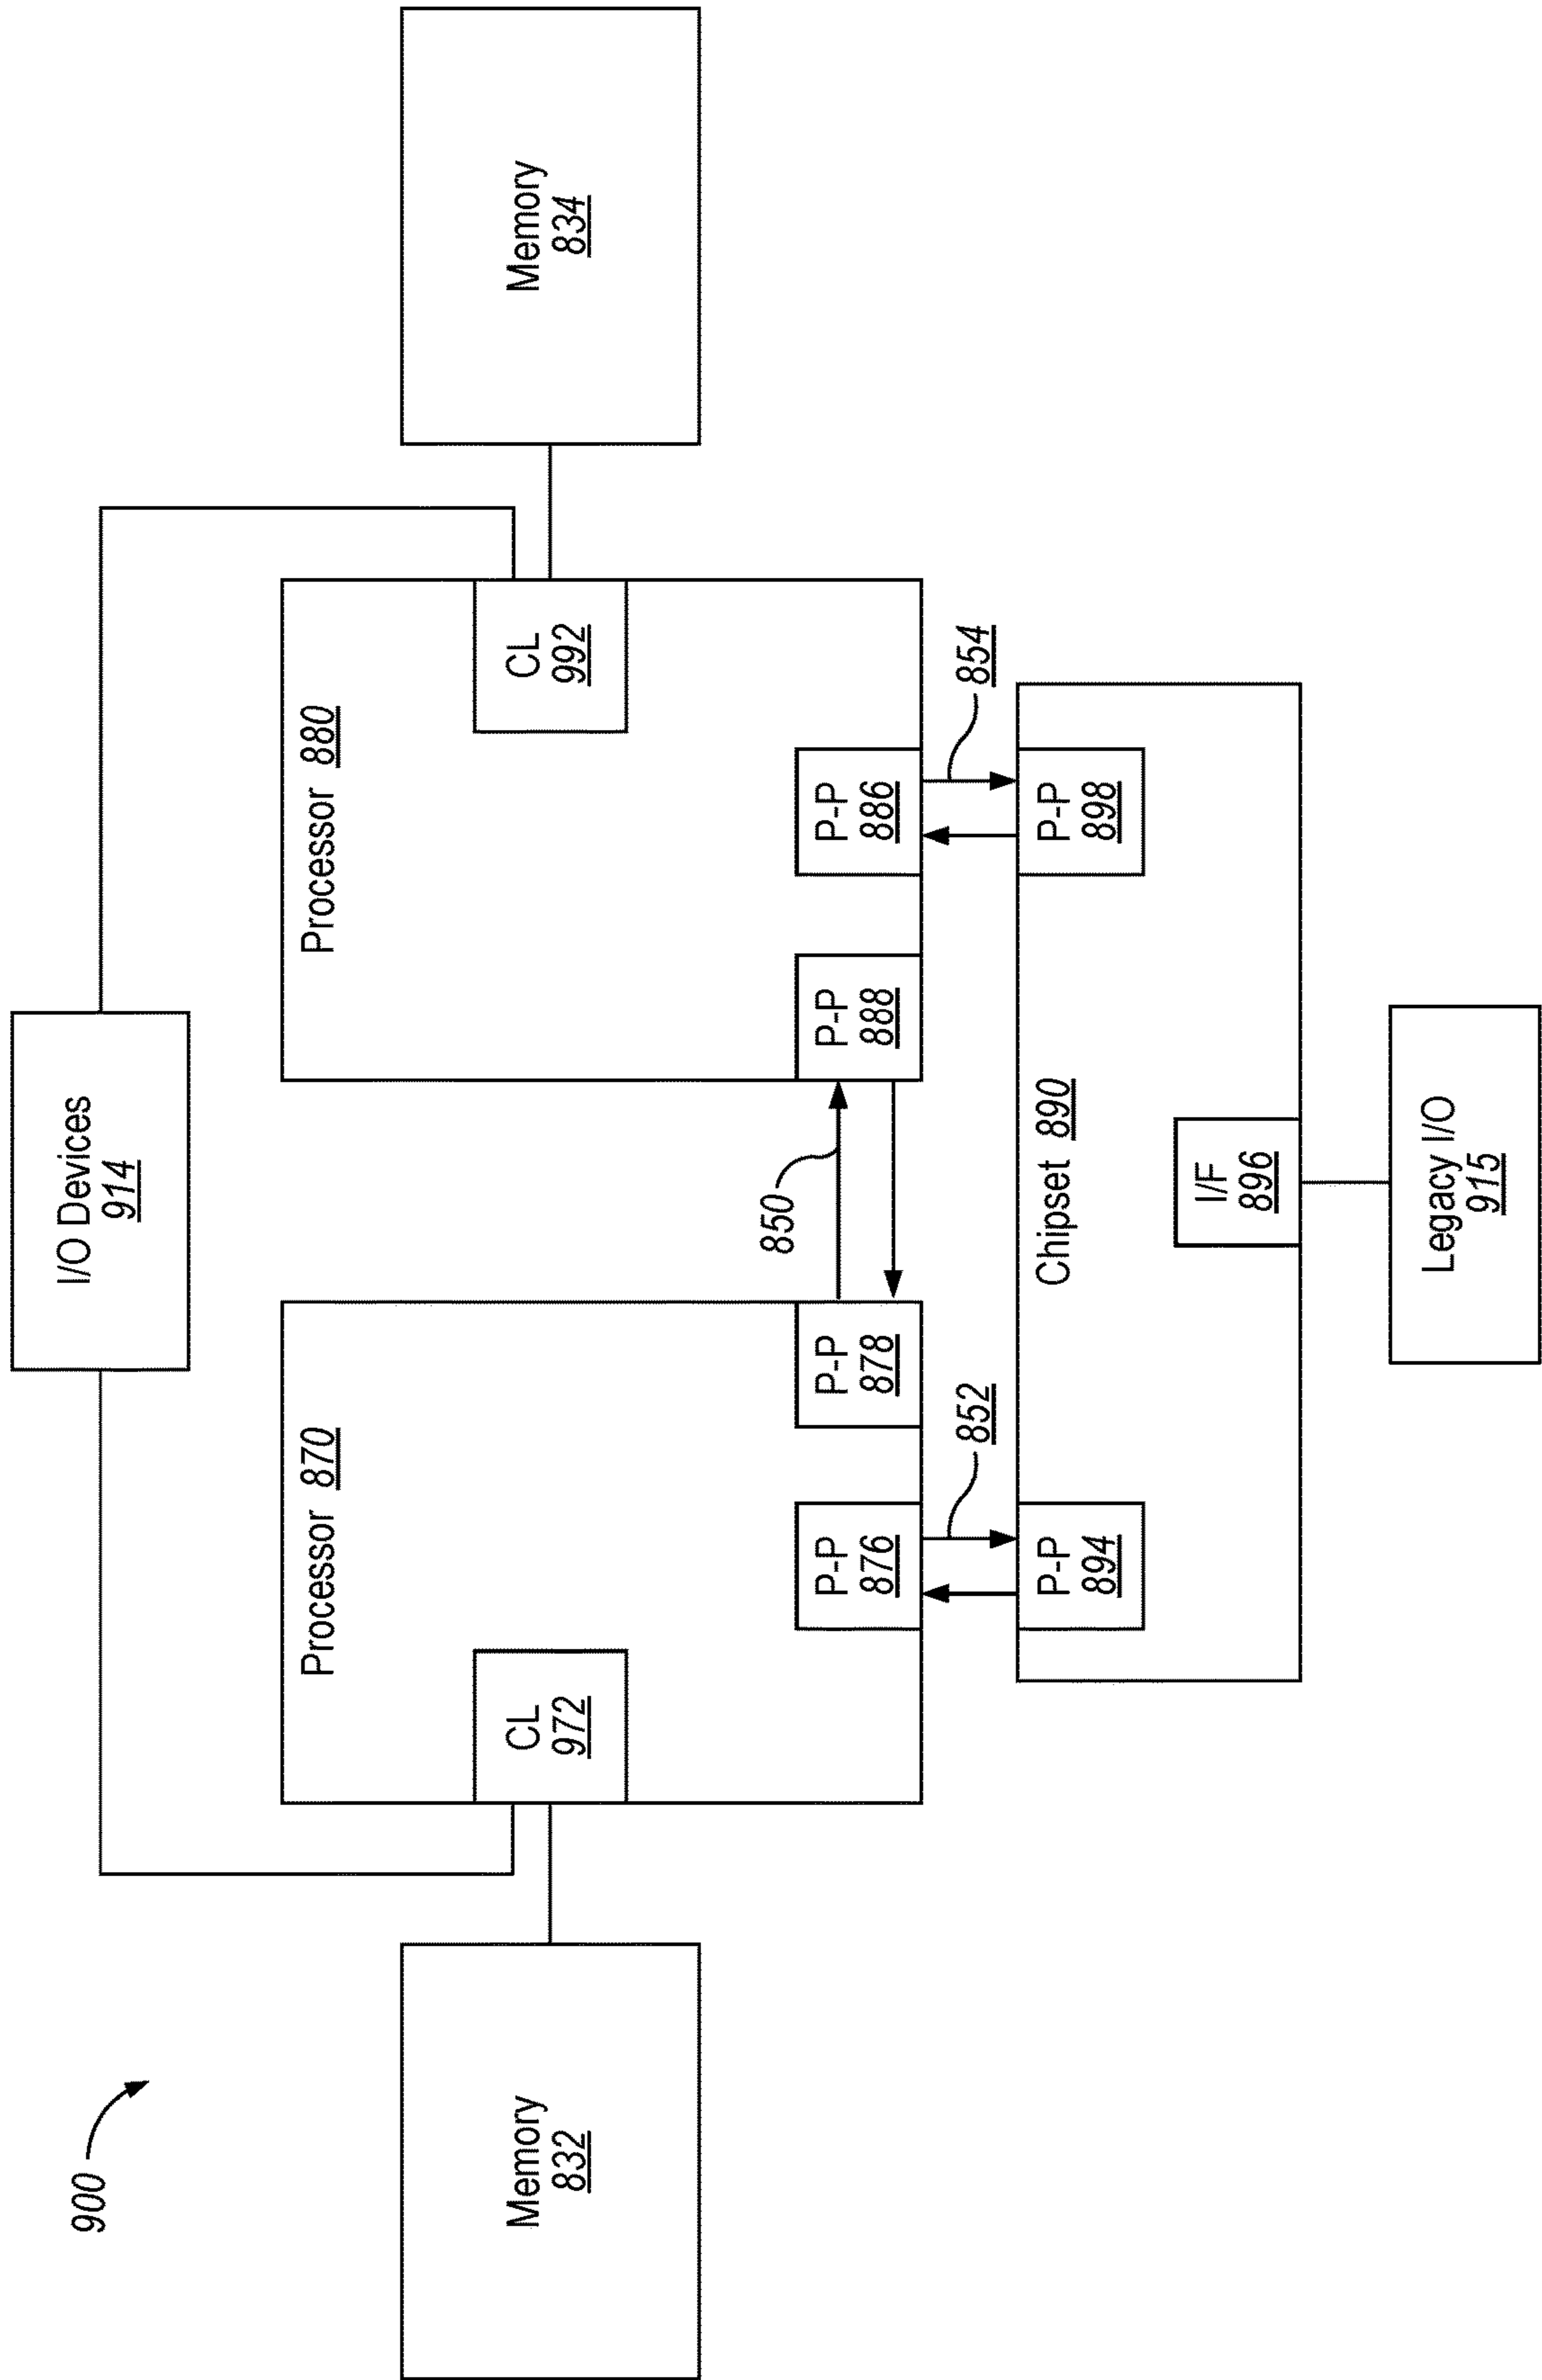 900
I/O Devices
914
Memory
832
Processor 870
CL
972
P-P
876
P-P
878
850
Processor 880
CL
992
P-P
888
P-P
886
Memory
834
852
854
Chipset 890
P-P
894
P-P
898
I/F
896
Legacy I/O
915